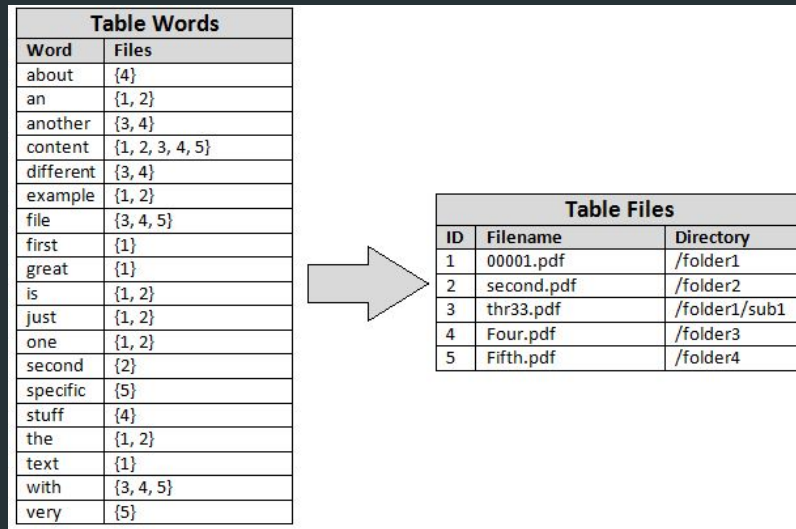 Table Words
Word Files
about {4}
an {1, 2}
another {3, 4}
content {1, 2, 3, 4, 5}
different {3, 4}
example {1, 2}
file {3, 4, 5}
first {1}
great {1}
is {1, 2}
just {1, 2}
one {1, 2}
second {2}
specific {5}
stuff {4}
the {1, 2}
text {1}
with {3, 4, 5}
very {5}
Table Files
ID Filename Directory
1 00001.pdf /folder1
2 second.pdf /folder2
3 thr33.pdf /folder1/sub1
4 Four.pdf /folder3
5 Fifth.pdf /folder4